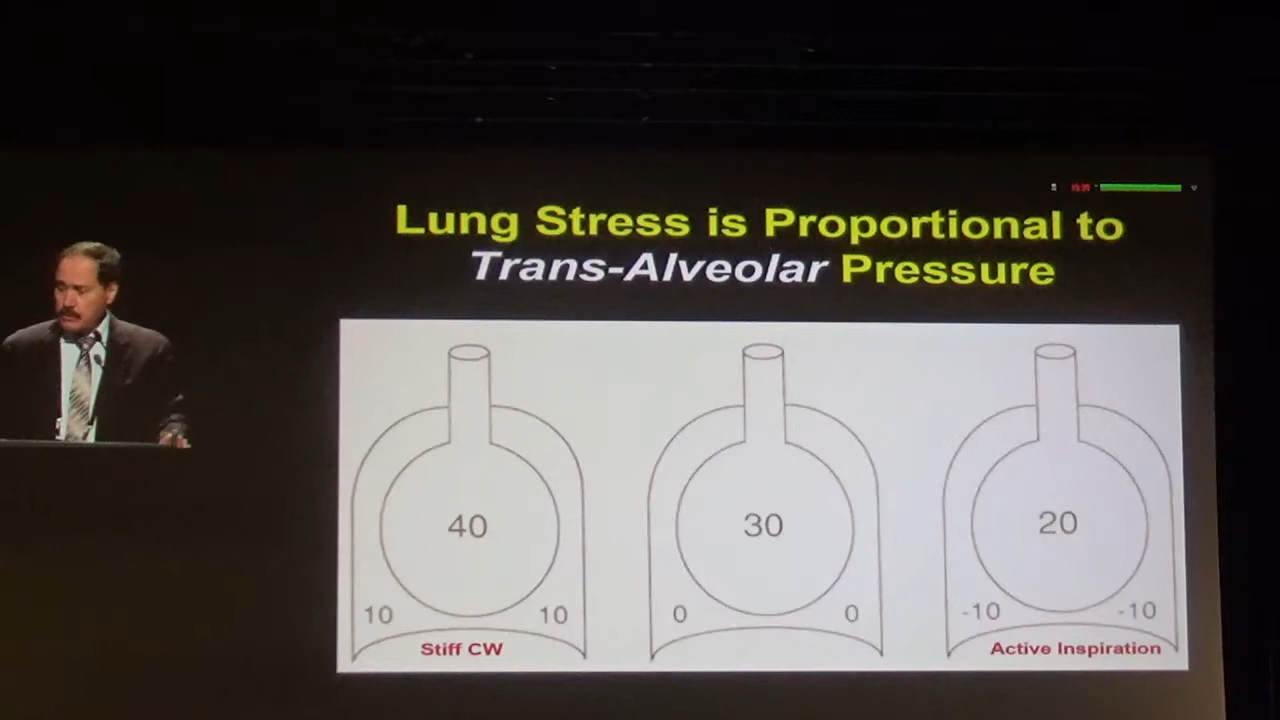 Lung Stress is Proportional to
Trans-Alveolar Pressure
40
30
20
10 10
0 0
-10 -10
Stiff CW
Active Inspiration